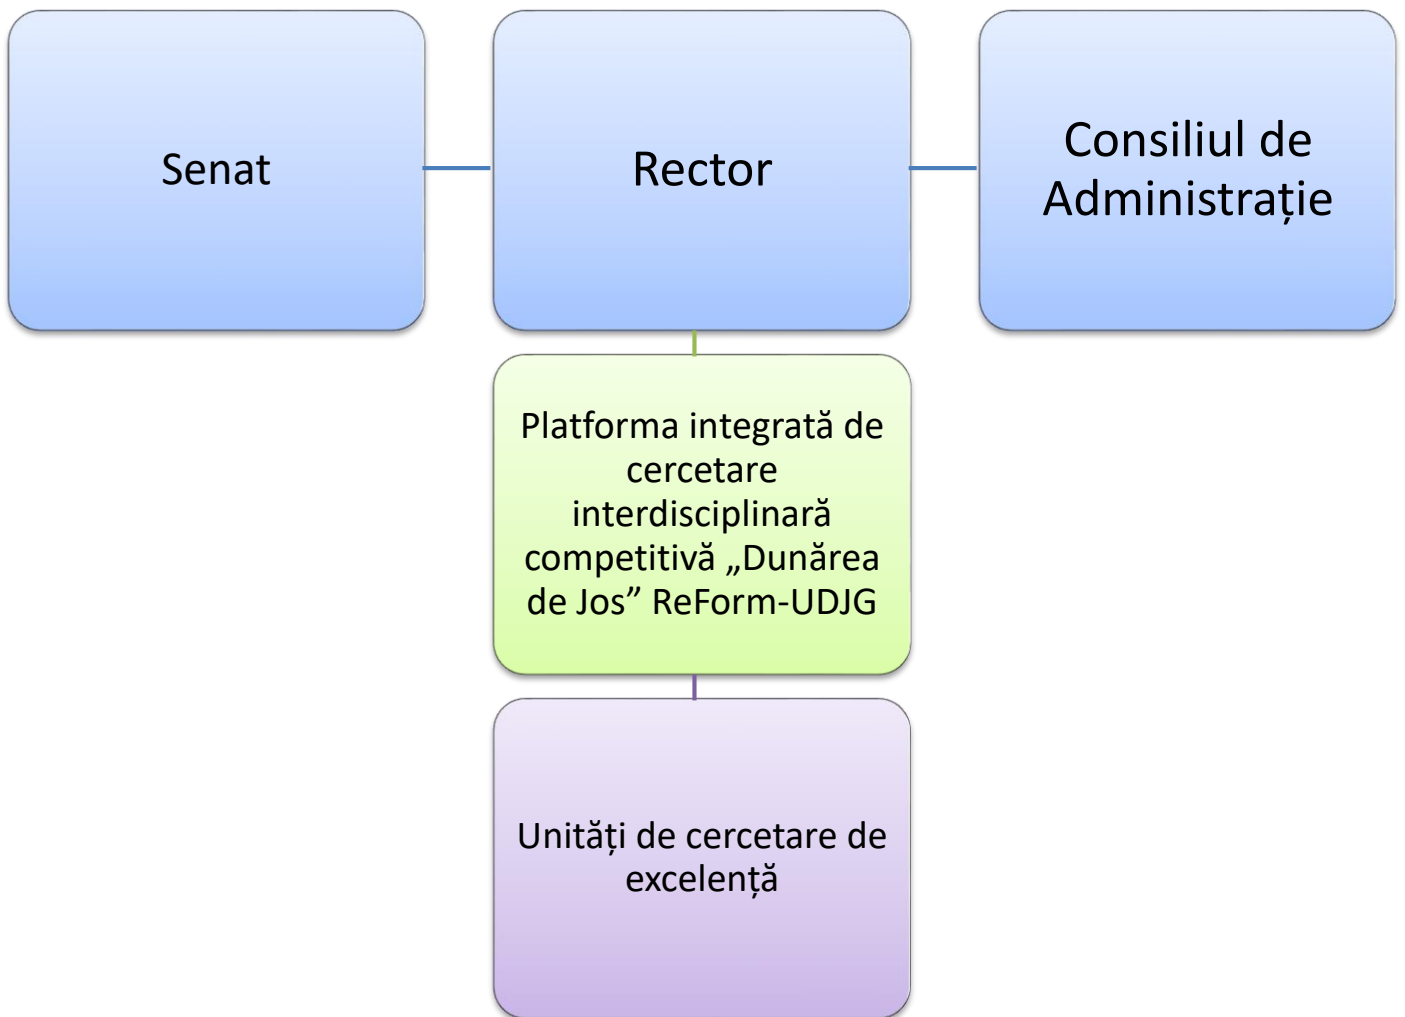 Senat
Rector
Consiliul de
Administrație
Platforma integrată de
cercetare
interdisciplinară
competitivă „Dunărea
de Jos” ReForm-UDJG
Unități de cercetare de
excelență